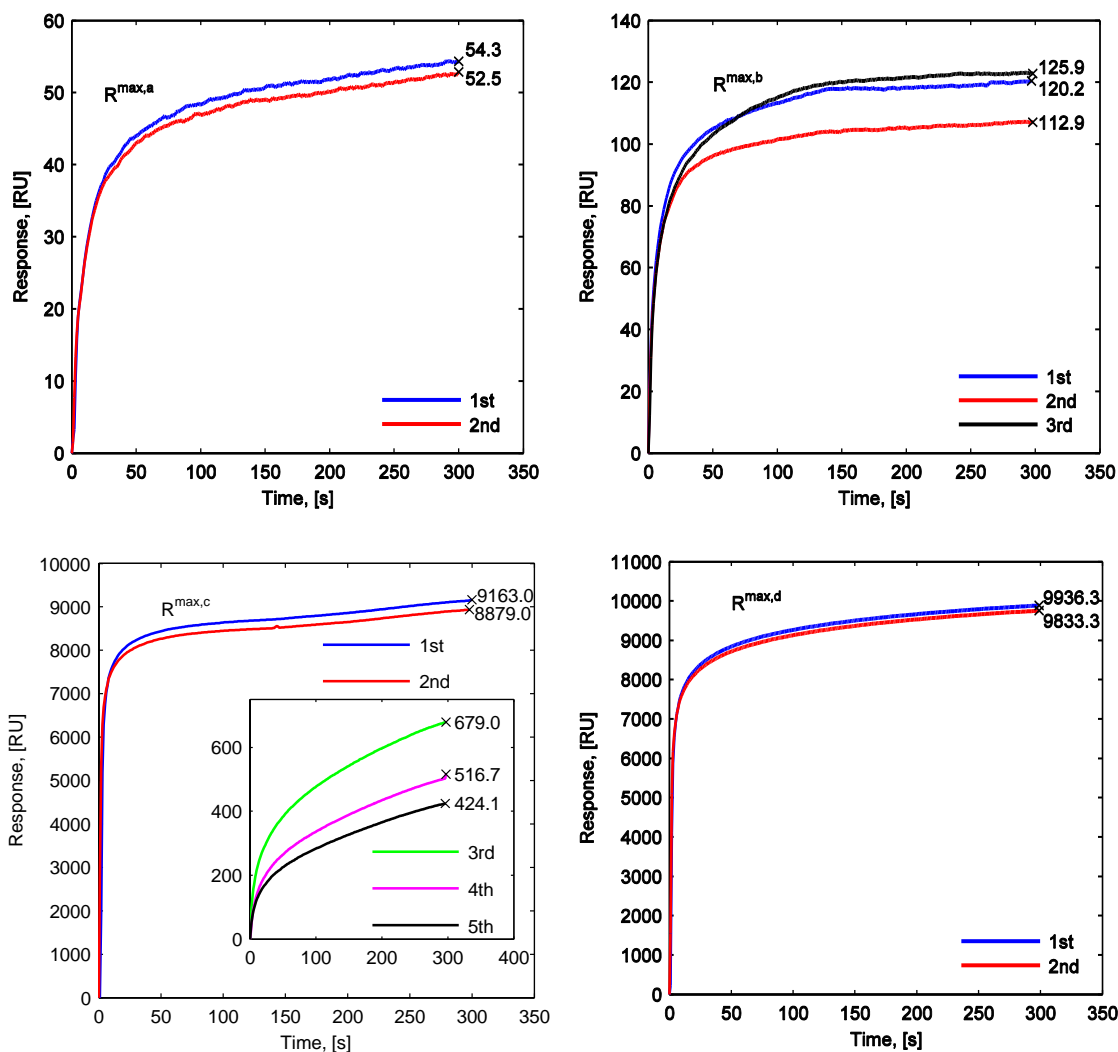 60
50
40
30
20
10
0
Response, [RU]
R^max,a
54.3
52.5
1st
2nd
0 50 100 150 200 250 300 350
Time, [s]
140
120
100
80
60
40
20
0
Response, [RU]
R^max,b
125.9
120.2
112.9
1st
2nd
3rd
0 50 100 150 200 250 300 350
Time, [s]
10000
9000
8000
7000
6000
5000
4000
3000
2000
1000
0
Response, [RU]
R^max,c
9163.0
8879.0
1st
2nd
600
400
200
0
679.0
516.7
424.1
3rd
4th
5th
0 100 200 300 400
0 50 100 150 200 250 300 350
Time, [s]
11000
10000
9000
8000
7000
6000
5000
4000
3000
2000
1000
0
Response, [RU]
R^max,d
9936.3
9833.3
1st
2nd
0 50 100 150 200 250 300 350
Time, [s]